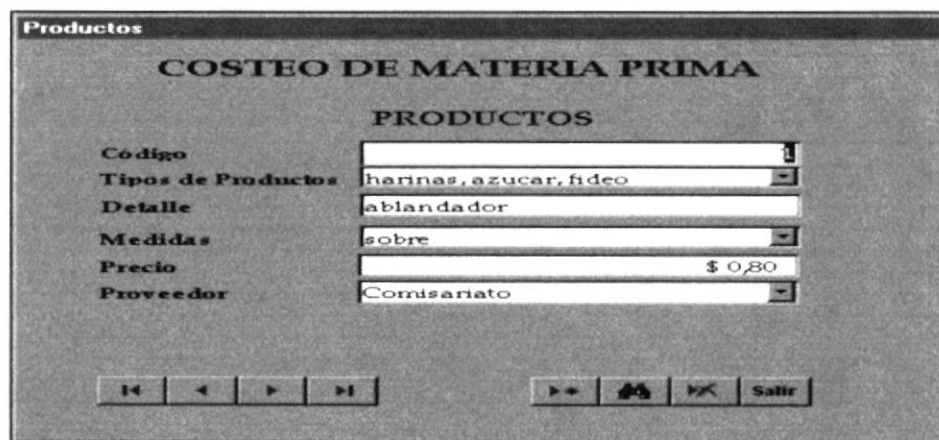 Productos
COSTEO DE MATERIA PRIMA
PRODUCTOS
Código 1
Tipos de Productos harinas, azucar, fideo
Detalle ablandador
Medidas sobre
Precio $ 0,80
Proveedor Comisariato
Salir